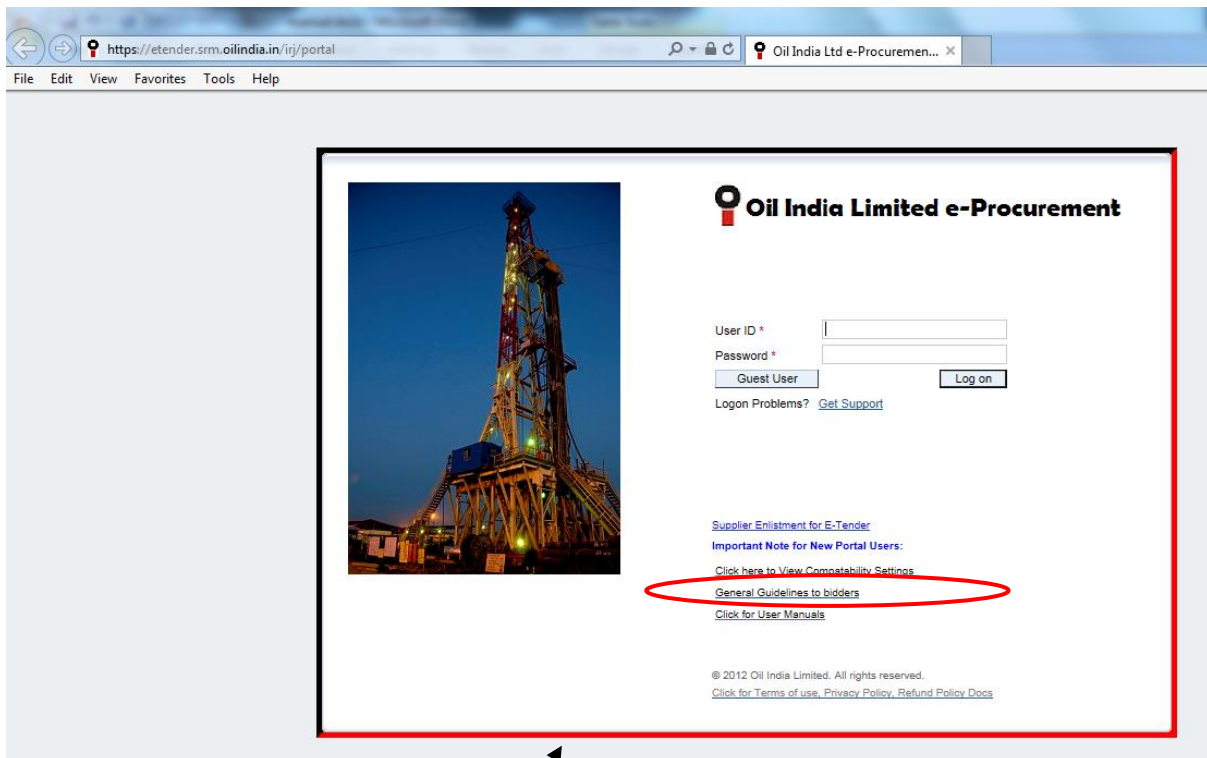 https://etender.srm.oilindia.in/irj/portal
Oil India Ltd e-Procuremen...
File Edit View Favorites Tools Help
Oil India Limited e-Procurement
User ID *
Password *
Guest User Log on
Logon Problems? Get Support
Supplier Enlistment for E-Tender
Important Note for New Portal Users:
Click here to View Compatability Settings
General Guidelines to bidders
Click for User Manuals
© 2012 Oil India Limited. All rights reserved.
Click for Terms of use, Privacy Policy, Refund Policy Docs